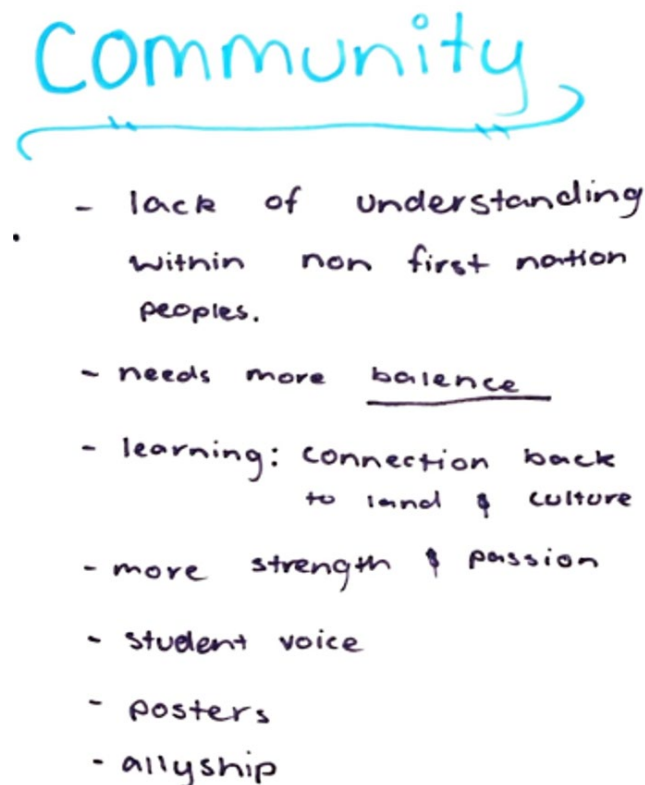 Community
- lack of understanding
within non first nation
peoples.
- needs more balence
- learning: connection back
to land & culture
- more strength & passion
- student voice
- posters
- allyship